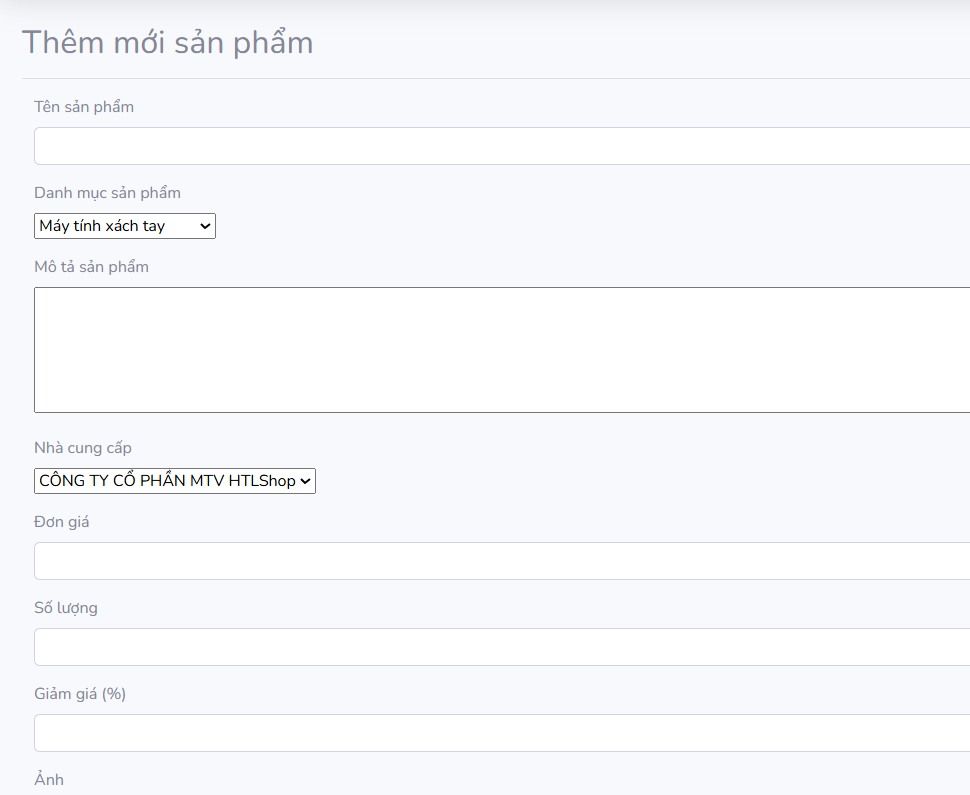 Thêm mới sản phẩm
Tên sản phẩm
Danh mục sản phẩm
Máy tính xách tay
Mô tả sản phẩm
Nhà cung cấp
CÔNG TY CỔ PHẦN MTV HTLShop
Đơn giá
Số lượng
Giảm giá (%)
Ảnh